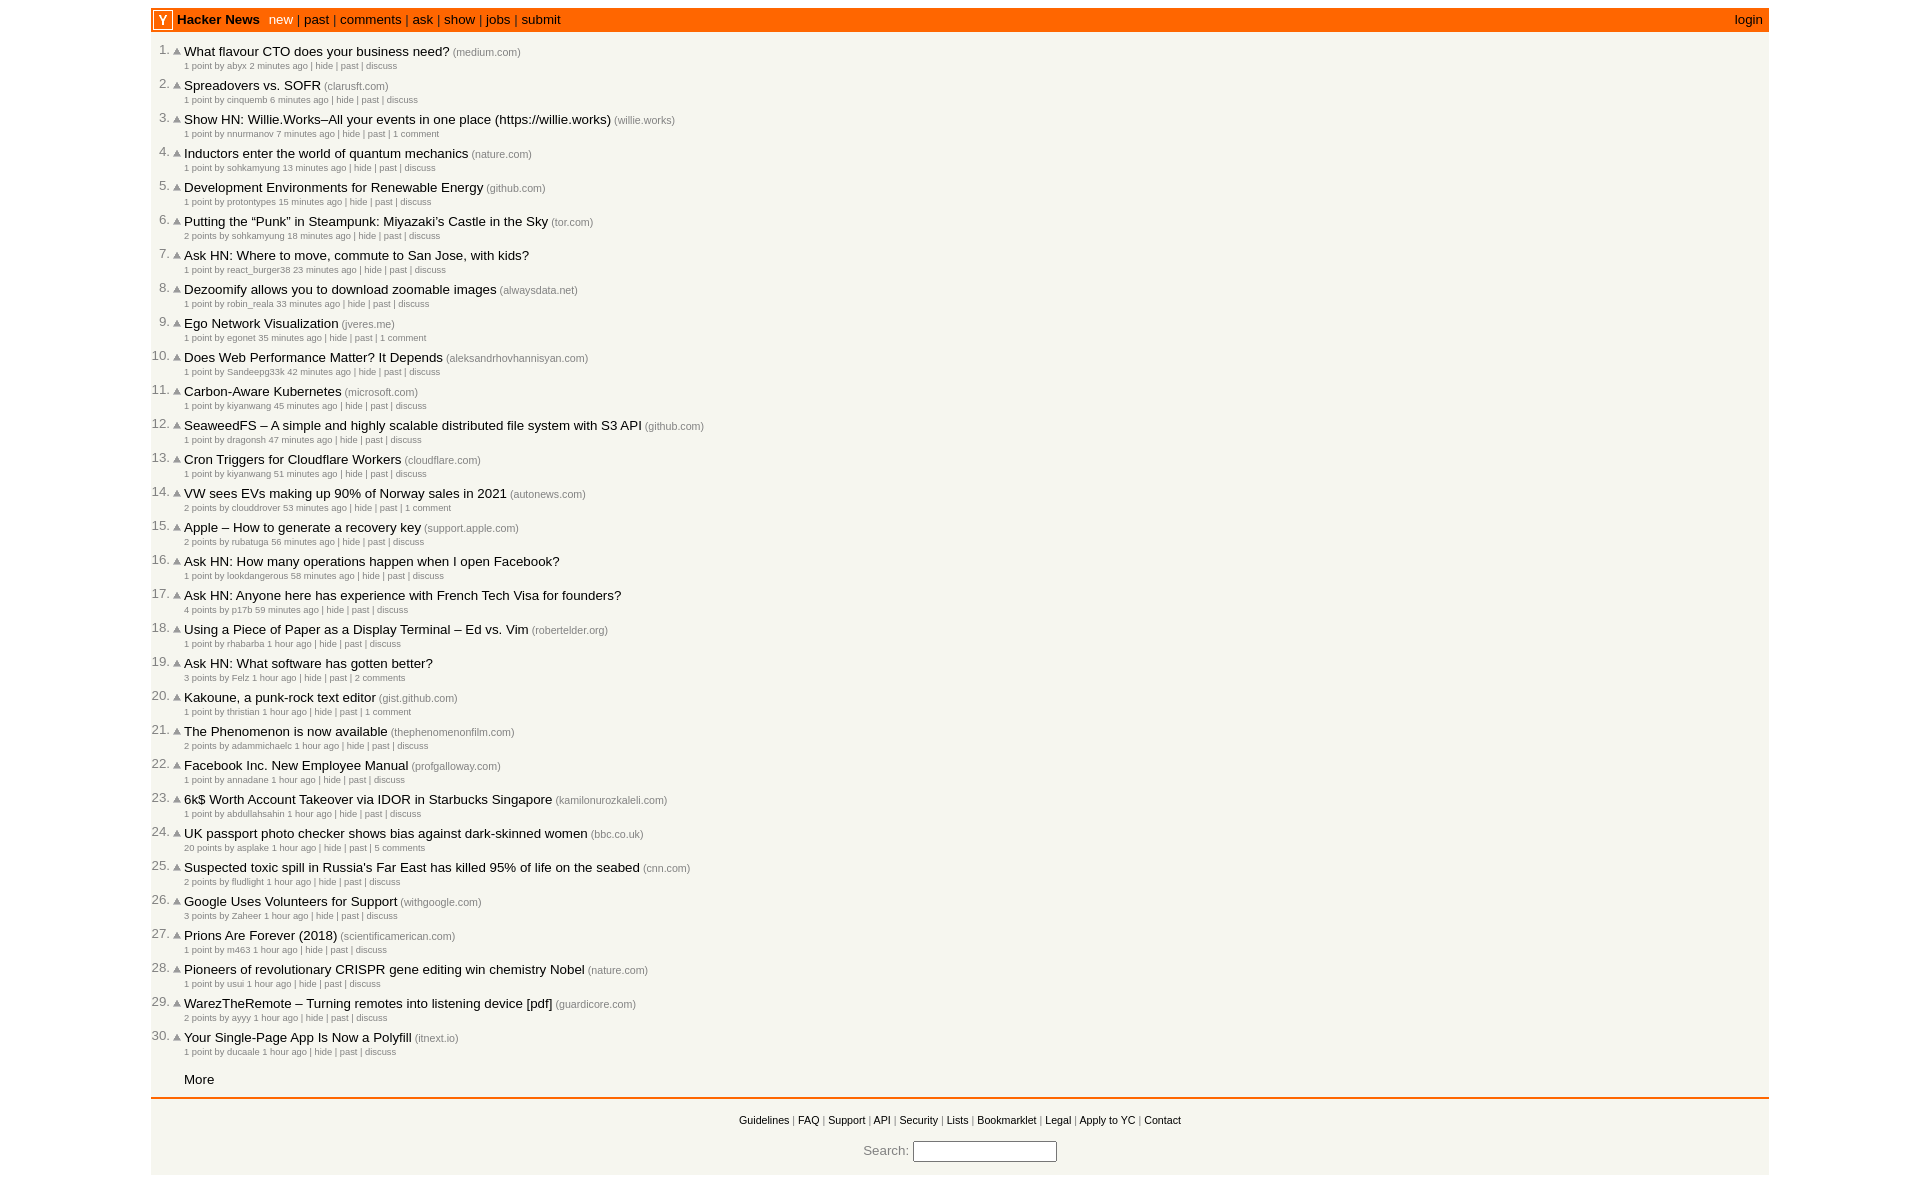 Y Hacker News new | past | comments | ask | show | jobs | submit login
1. What flavour CTO does your business need? (medium.com)
1 point by abyx 2 minutes ago | hide | past | discuss
2. Spreadovers vs. SOFR (clarusft.com)
1 point by cinquemb 6 minutes ago | hide | past | discuss
3. Show HN: Willie.Works–All your events in one place (https://willie.works) (willie.works)
1 point by nnurmanov 7 minutes ago | hide | past | 1 comment
4. Inductors enter the world of quantum mechanics (nature.com)
1 point by sohkamyung 13 minutes ago | hide | past | discuss
5. Development Environments for Renewable Energy (github.com)
1 point by protontypes 15 minutes ago | hide | past | discuss
6. Putting the “Punk” in Steampunk: Miyazaki’s Castle in the Sky (tor.com)
2 points by sohkamyung 18 minutes ago | hide | past | discuss
7. Ask HN: Where to move, commute to San Jose, with kids?
1 point by react_burger38 23 minutes ago | hide | past | discuss
8. Dezoomify allows you to download zoomable images (alwaysdata.net)
1 point by robin_reala 33 minutes ago | hide | past | discuss
9. Ego Network Visualization (jveres.me)
1 point by egonet 35 minutes ago | hide | past | 1 comment
10. Does Web Performance Matter? It Depends (aleksandrhovhannisyan.com)
1 point by Sandeepg33k 42 minutes ago | hide | past | discuss
11. Carbon-Aware Kubernetes (microsoft.com)
1 point by kiyanwang 45 minutes ago | hide | past | discuss
12. SeaweedFS – A simple and highly scalable distributed file system with S3 API (github.com)
1 point by dragonsh 47 minutes ago | hide | past | discuss
13. Cron Triggers for Cloudflare Workers (cloudflare.com)
1 point by kiyanwang 51 minutes ago | hide | past | discuss
14. VW sees EVs making up 90% of Norway sales in 2021 (autonews.com)
2 points by clouddrover 53 minutes ago | hide | past | 1 comment
15. Apple – How to generate a recovery key (support.apple.com)
2 points by rubatuga 56 minutes ago | hide | past | discuss
16. Ask HN: How many operations happen when I open Facebook?
1 point by lookdangerous 58 minutes ago | hide | past | discuss
17. Ask HN: Anyone here has experience with French Tech Visa for founders?
4 points by p17b 59 minutes ago | hide | past | discuss
18. Using a Piece of Paper as a Display Terminal – Ed vs. Vim (robertelder.org)
1 point by rhabarba 1 hour ago | hide | past | discuss
19. Ask HN: What software has gotten better?
3 points by Felz 1 hour ago | hide | past | 2 comments
20. Kakoune, a punk-rock text editor (gist.github.com)
1 point by thristian 1 hour ago | hide | past | 1 comment
21. The Phenomenon is now available (thephenomenonfilm.com)
2 points by adammichaelc 1 hour ago | hide | past | discuss
22. Facebook Inc. New Employee Manual (profgalloway.com)
1 point by annadane 1 hour ago | hide | past | discuss
23. 6k$ Worth Account Takeover via IDOR in Starbucks Singapore (kamilonurozkaleli.com)
1 point by abdullahsahin 1 hour ago | hide | past | discuss
24. UK passport photo checker shows bias against dark-skinned women (bbc.co.uk)
20 points by asplake 1 hour ago | hide | past | 5 comments
25. Suspected toxic spill in Russia's Far East has killed 95% of life on the seabed (cnn.com)
2 points by fludlight 1 hour ago | hide | past | discuss
26. Google Uses Volunteers for Support (withgoogle.com)
3 points by Zaheer 1 hour ago | hide | past | discuss
27. Prions Are Forever (2018) (scientificamerican.com)
1 point by m463 1 hour ago | hide | past | discuss
28. Pioneers of revolutionary CRISPR gene editing win chemistry Nobel (nature.com)
1 point by usui 1 hour ago | hide | past | discuss
29. WarezTheRemote – Turning remotes into listening device [pdf] (guardicore.com)
2 points by ayyy 1 hour ago | hide | past | discuss
30. Your Single-Page App Is Now a Polyfill (itnext.io)
1 point by ducaale 1 hour ago | hide | past | discuss
More
Guidelines | FAQ | Support | API | Security | Lists | Bookmarklet | Legal | Apply to YC | Contact
Search: